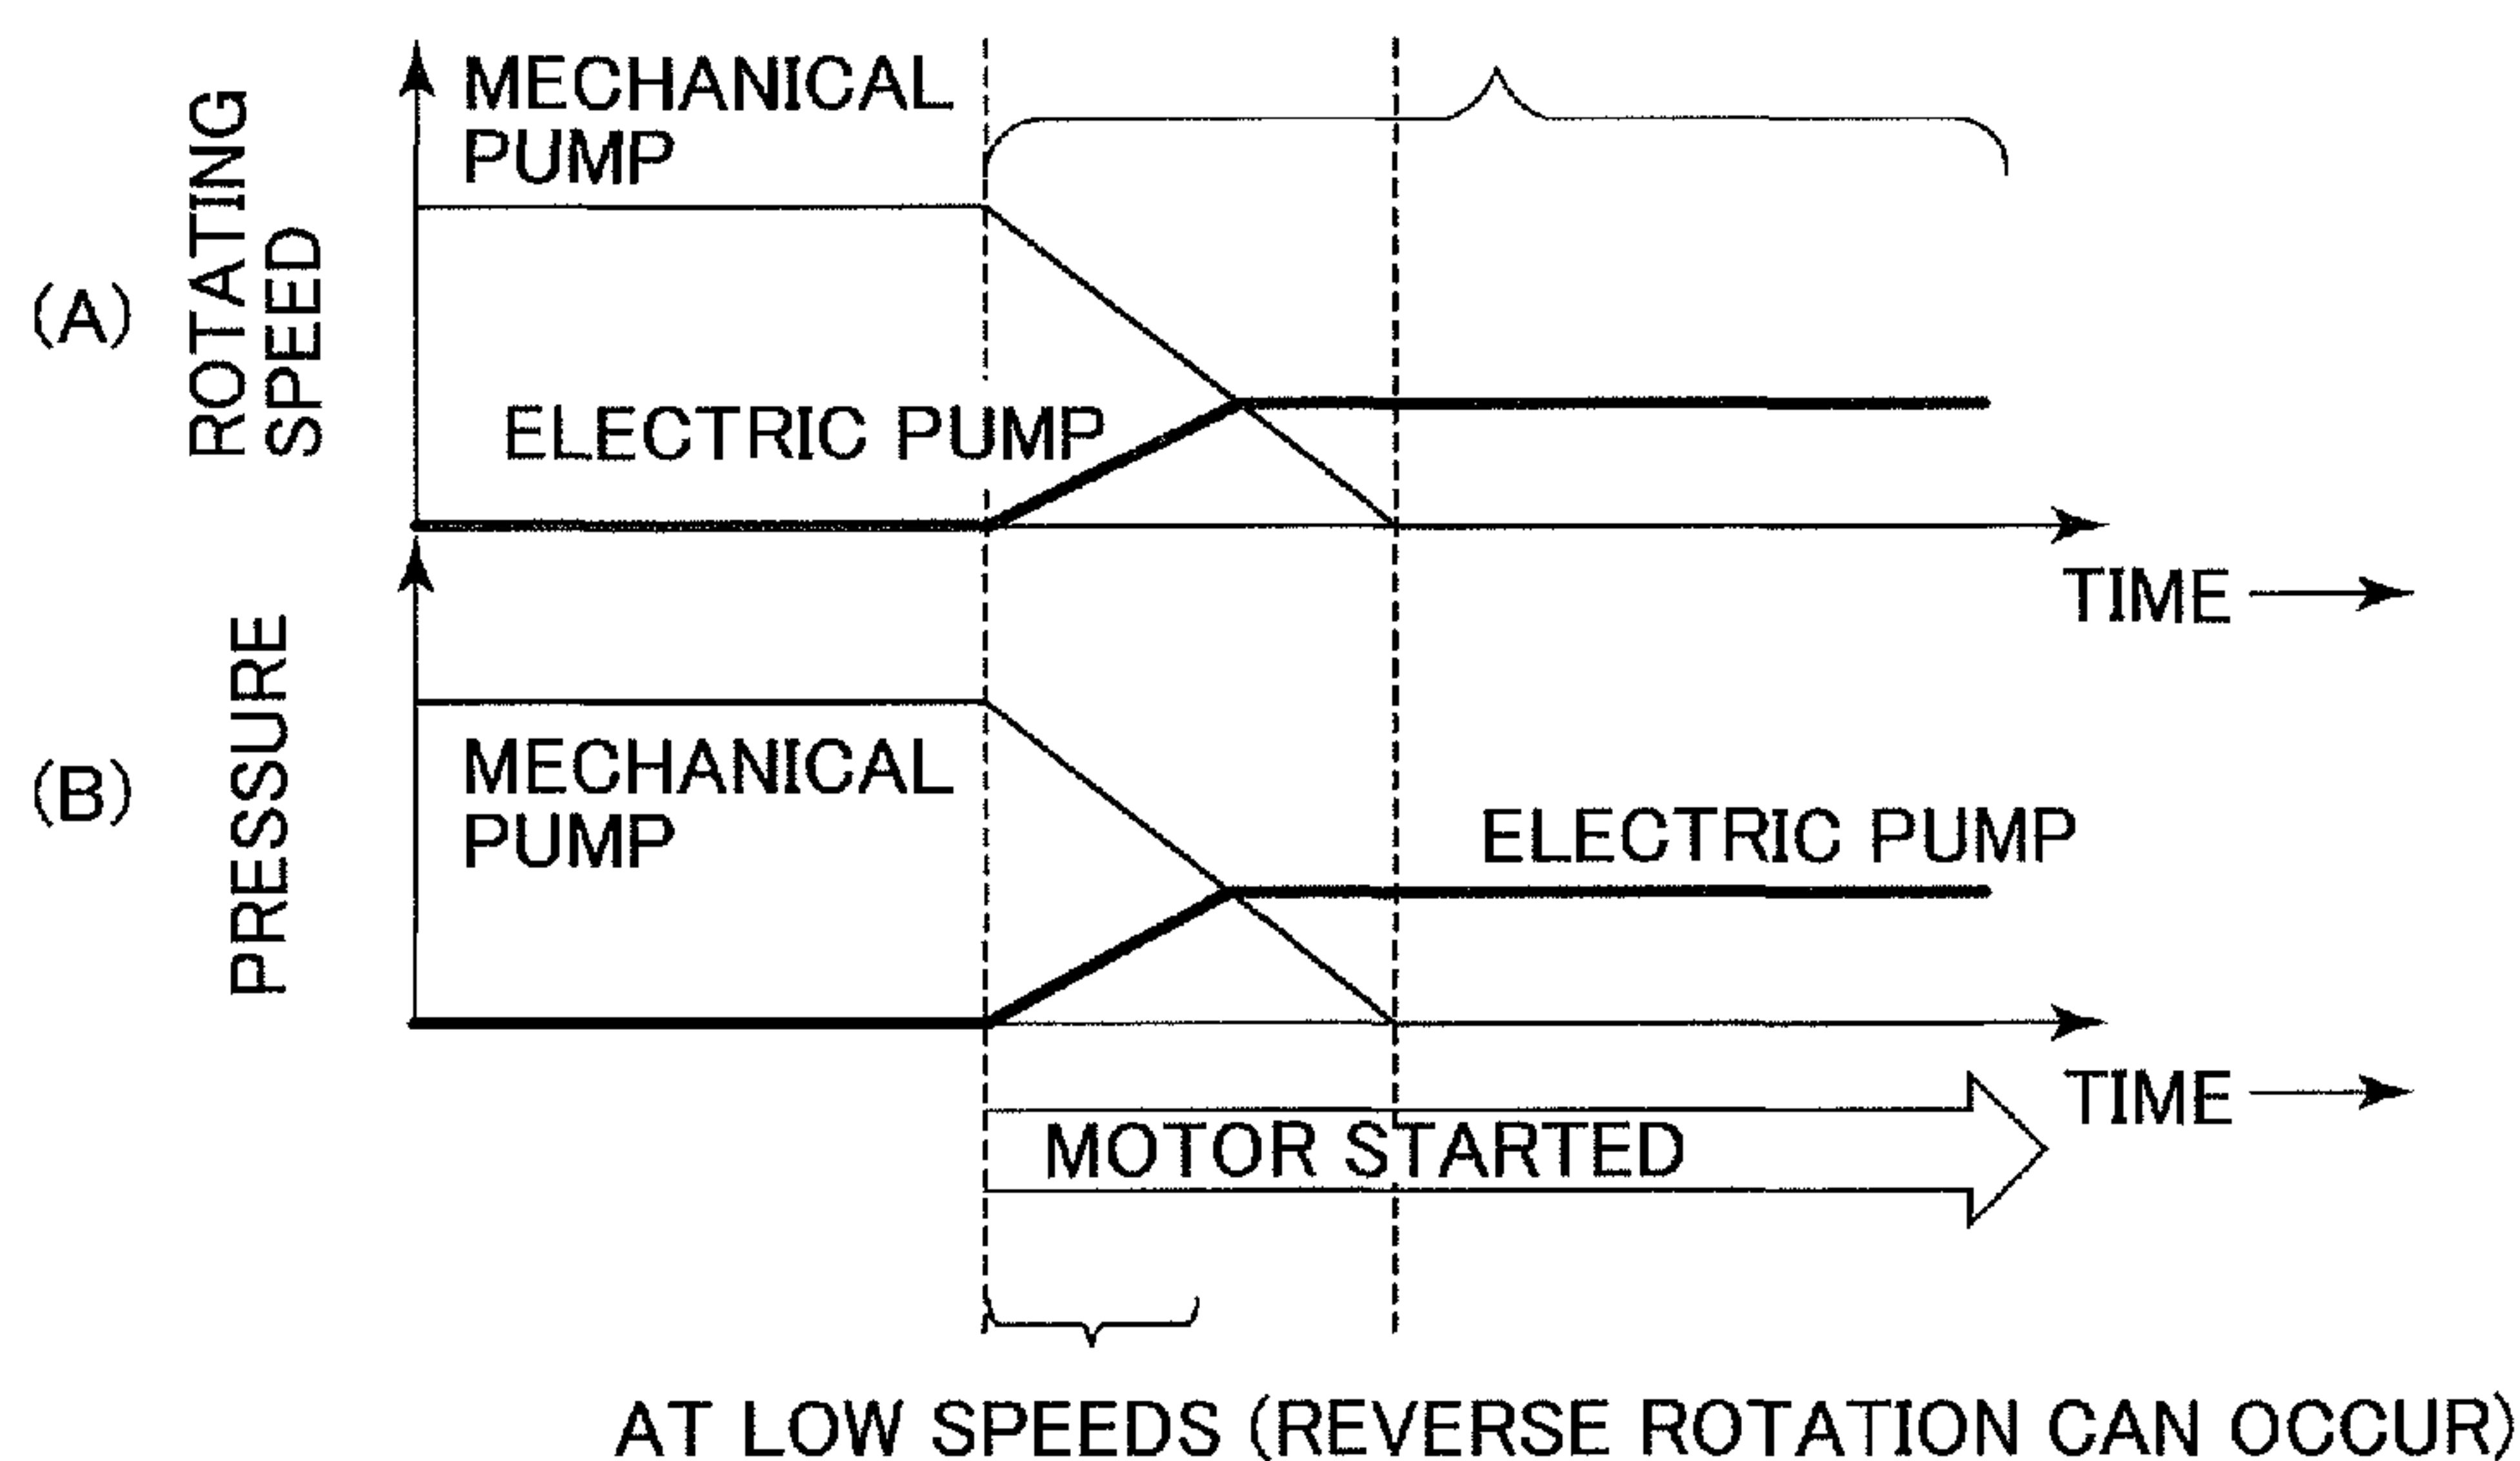 (A)
ROTATING
SPEED
MECHANICAL
PUMP
ELECTRIC PUMP
TIME
(B)
PRESSURE
MECHANICAL
PUMP
ELECTRIC PUMP
TIME
MOTOR STARTED
AT LOW SPEEDS (REVERSE ROTATION CAN OCCUR)